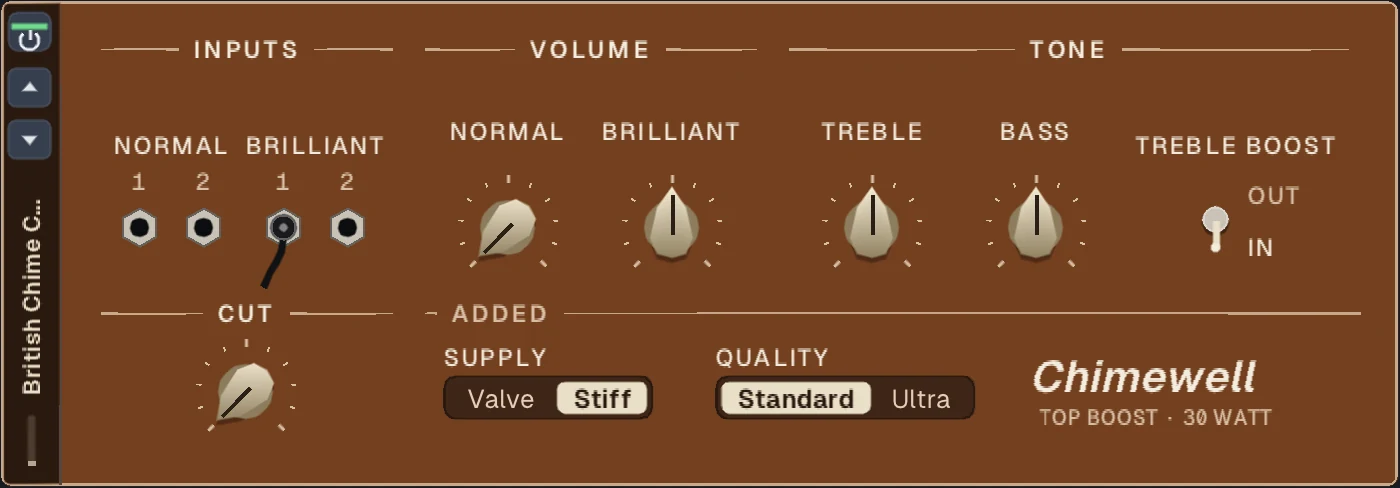 INPUTS
VOLUME
TONE
NORMAL BRILLIANT
1 2 1 2
NORMAL
BRILLIANT
TREBLE
BASS
TREBLE BOOST
OUT
IN
CUT
ADDED
SUPPLY
Valve Stiff
QUALITY
Standard Ultra
Chimewell
TOP BOOST · 30 WATT
British Chime C...